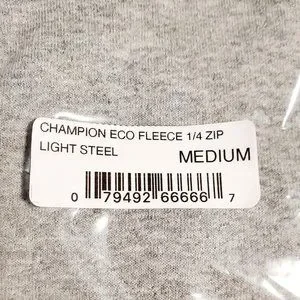 CHAMPION ECO FLEECE 1/4 ZIP
LIGHT STEEL
MEDIUM
0 79492 66666 7